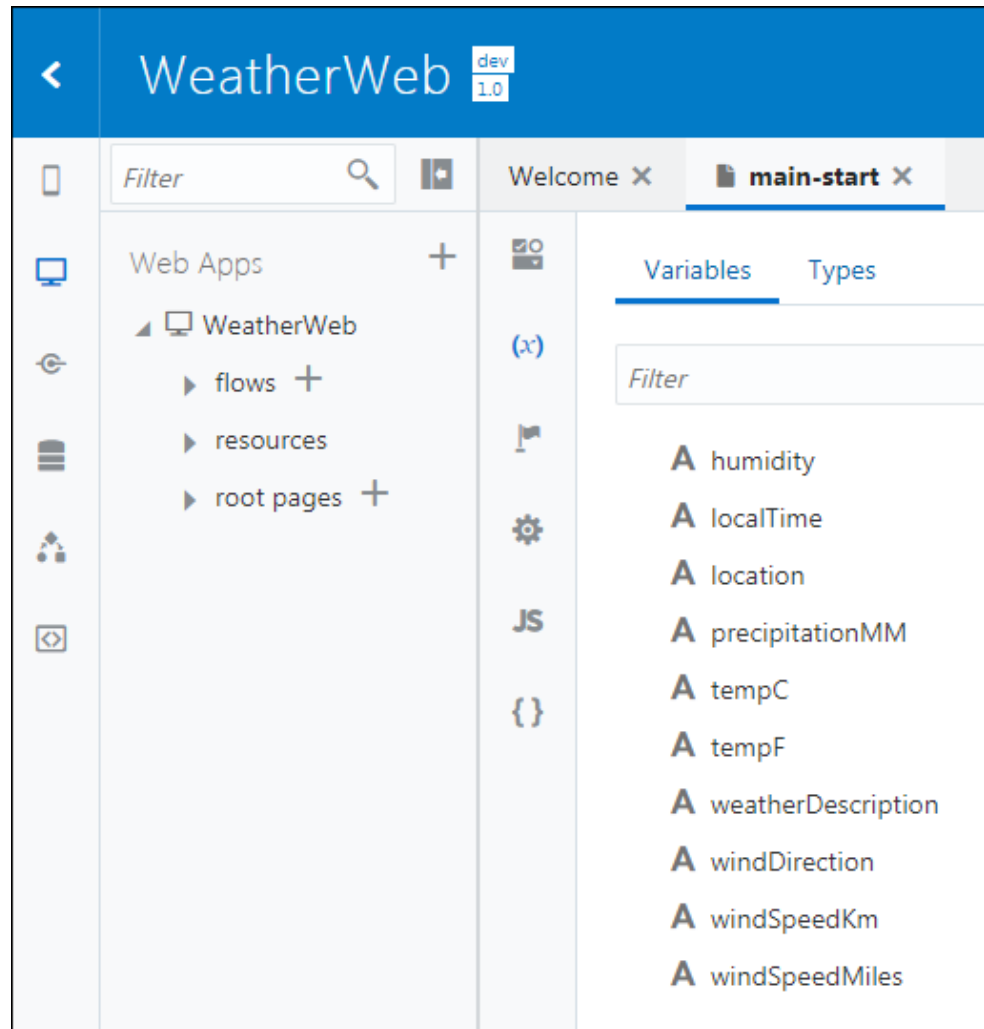 WeatherWeb
dev
1.0
Filter
Welcome
main-start
Web Apps
WeatherWeb
flows
resources
root pages
(x)
JS
{ }
Variables
Types
Filter
A humidity
A localTime
A location
A precipitationMM
A tempC
A tempF
A weatherDescription
A windDirection
A windSpeedKm
A windSpeedMiles